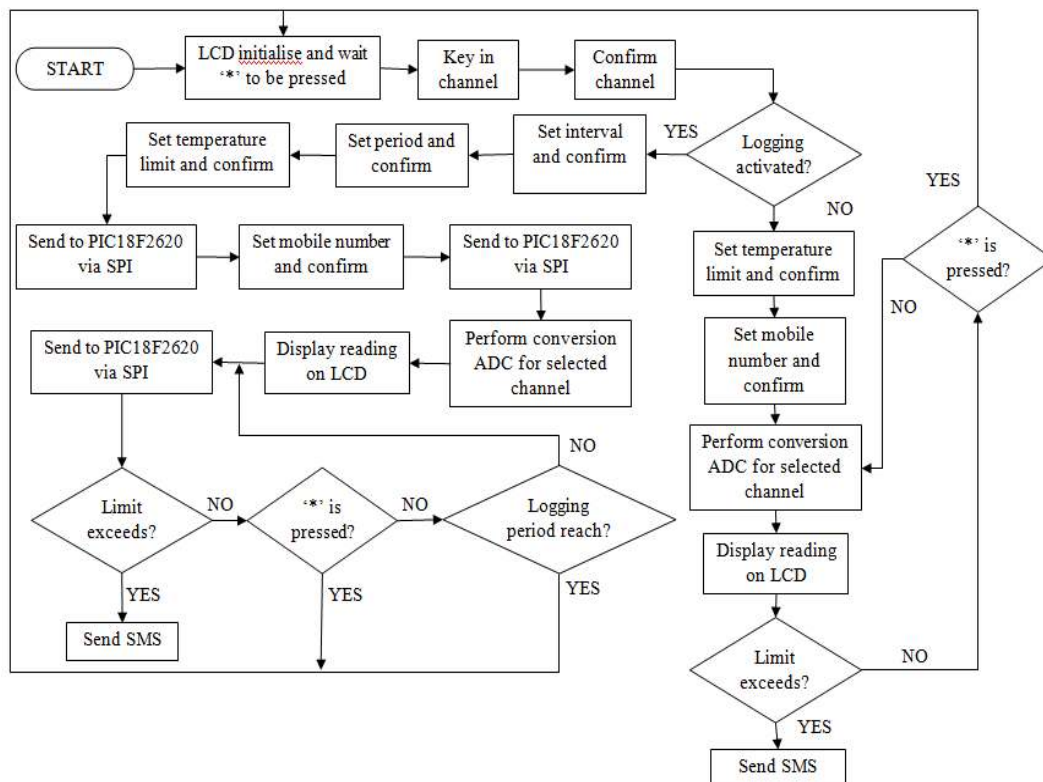 START
LCD initialise and wait
‘*’ to be pressed
Key in
channel
Confirm
channel
Logging
activated?
YES
NO
Set interval
and confirm
Set period and
confirm
Set temperature
limit and confirm
Send to PIC18F2620
via SPI
Set mobile number
and confirm
Send to PIC18F2620
via SPI
Perform conversion
ADC for selected
channel
Display reading
on LCD
Send to PIC18F2620
via SPI
Limit
exceeds?
NO
YES
Send SMS
‘*’ is
pressed?
NO
YES
Logging
period reach?
NO
YES
Set temperature
limit and confirm
Set mobile
number and
confirm
Perform conversion
ADC for selected
channel
Display reading
on LCD
Limit
exceeds?
NO
YES
Send SMS
‘*’ is
pressed?
YES
NO